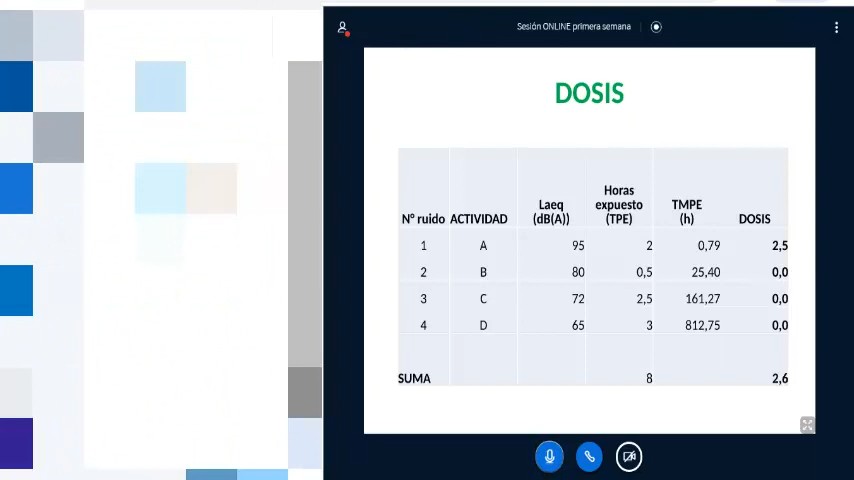 Sesión ONLINE primera semana
DOSIS
N° ruido ACTIVIDAD Laeq (dB(A)) Horas expuesto (TPE) TMPE (h) DOSIS
1 A 95 2 0,79 2,5
2 B 80 0,5 25,40 0,0
3 C 72 2,5 161,27 0,0
4 D 65 3 812,75 0,0
SUMA 8 2,6